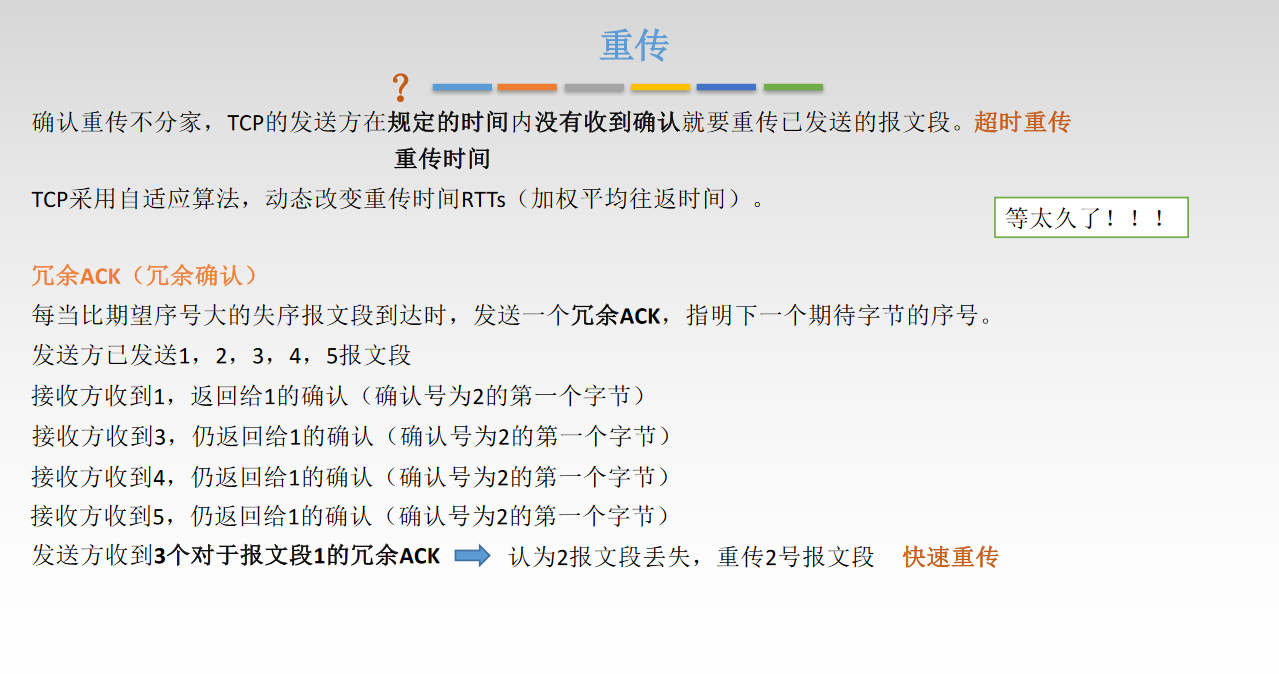 重传
?
确认重传不分家，TCP的发送方在规定的时间内没有收到确认就要重传已发送的报文段。超时重传
重传时间
TCP采用自适应算法，动态改变重传时间RTTs（加权平均往返时间）。
等太久了！！！
冗余ACK（冗余确认）
每当比期望序号大的失序报文段到达时，发送一个冗余ACK，指明下一个期待字节的序号。
发送方已发送1，2，3，4，5报文段
接收方收到1，返回给1的确认（确认号为2的第一个字节）
接收方收到3，仍返回给1的确认（确认号为2的第一个字节）
接收方收到4，仍返回给1的确认（确认号为2的第一个字节）
接收方收到5，仍返回给1的确认（确认号为2的第一个字节）
发送方收到3个对于报文段1的冗余ACK 认为2报文段丢失，重传2号报文段 快速重传